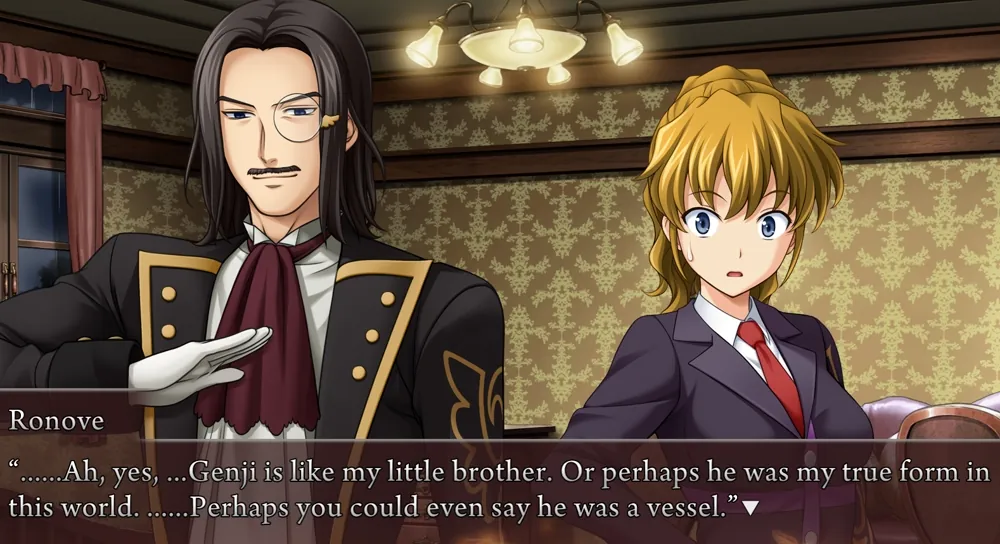 Ronove
“......Ah, yes, ...Genji is like my little brother. Or perhaps he was my true form in
this world. ......Perhaps you could even say he was a vessel.”▼